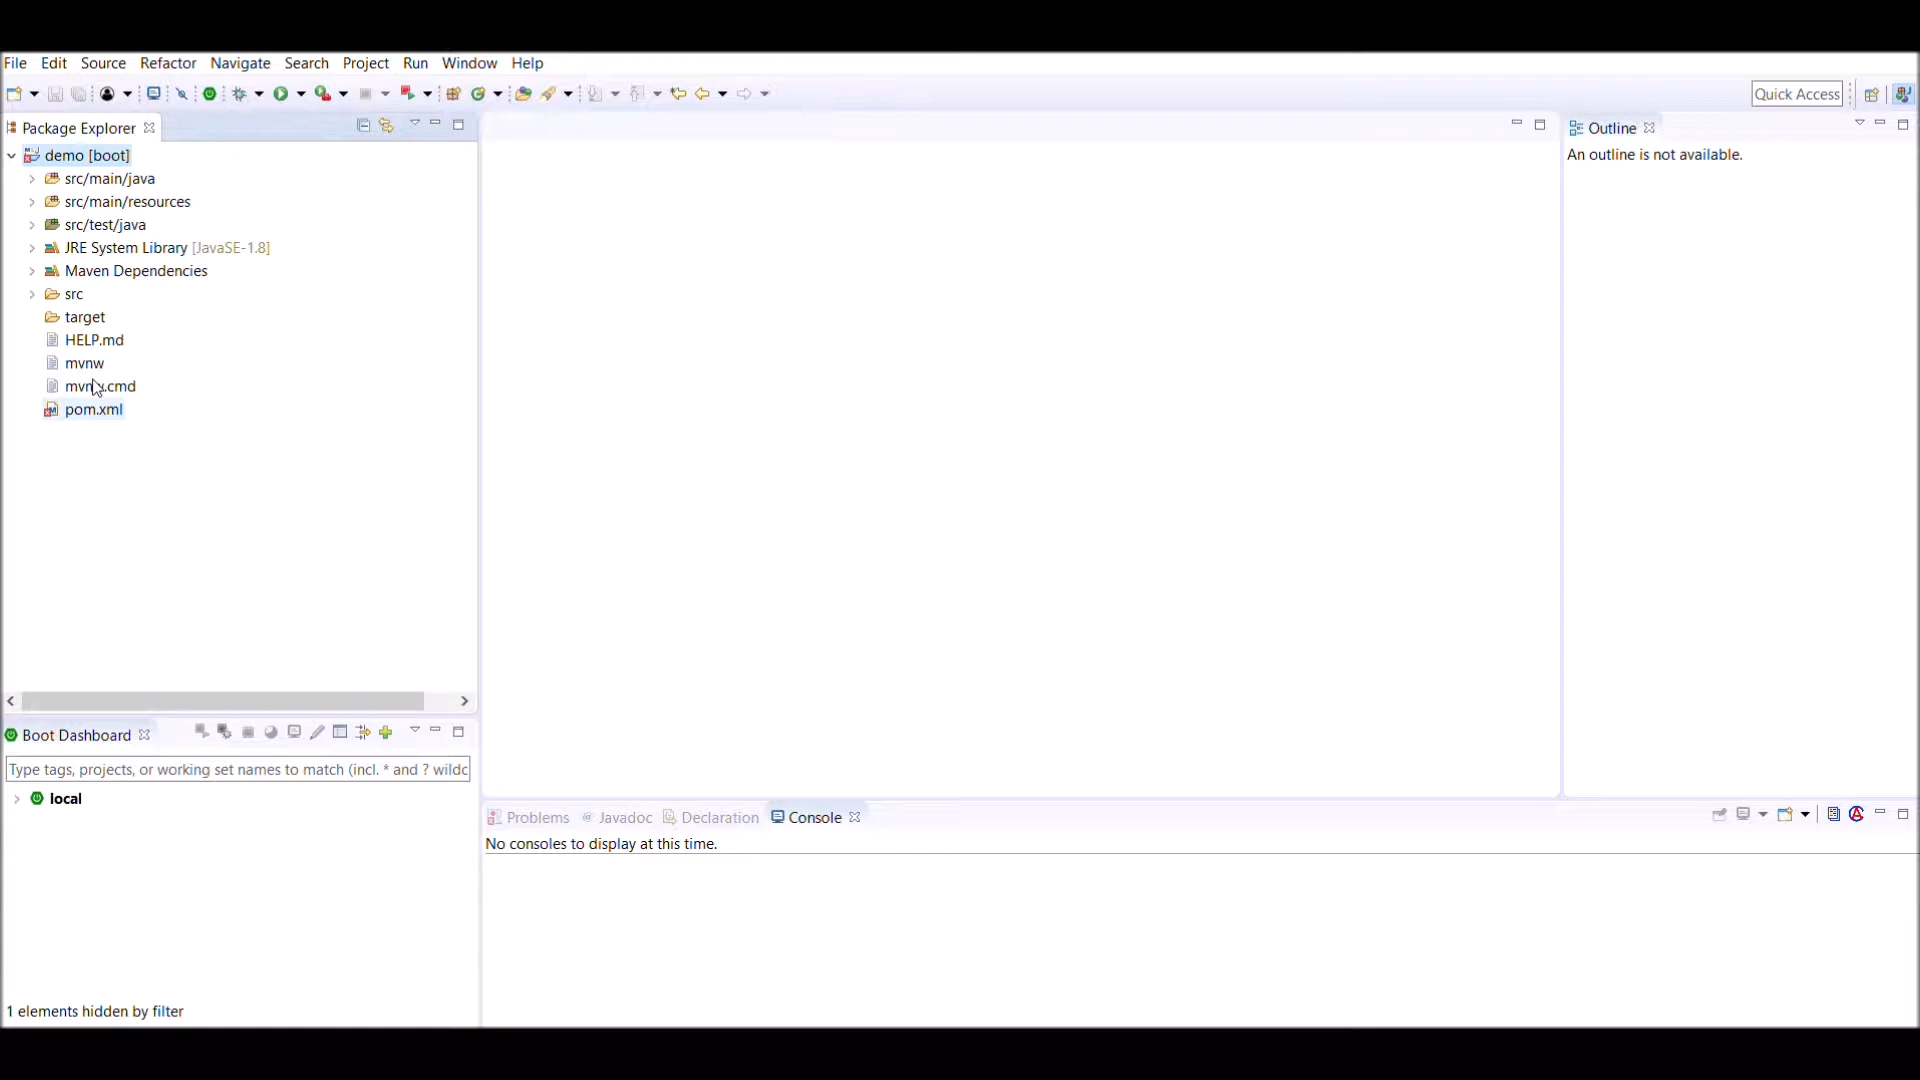 File Edit Source Refactor Navigate Search Project Run Window Help
Quick Access
Package Explorer
demo [boot]
src/main/java
src/main/resources
src/test/java
JRE System Library [JavaSE-1.8]
Maven Dependencies
src
target
HELP.md
mvnw
mvnw.cmd
pom.xml
Outline
An outline is not available.
Boot Dashboard
Type tags, projects, or working set names to match (incl. * and ? wildc
local
1 elements hidden by filter
Problems Javadoc Declaration Console
No consoles to display at this time.